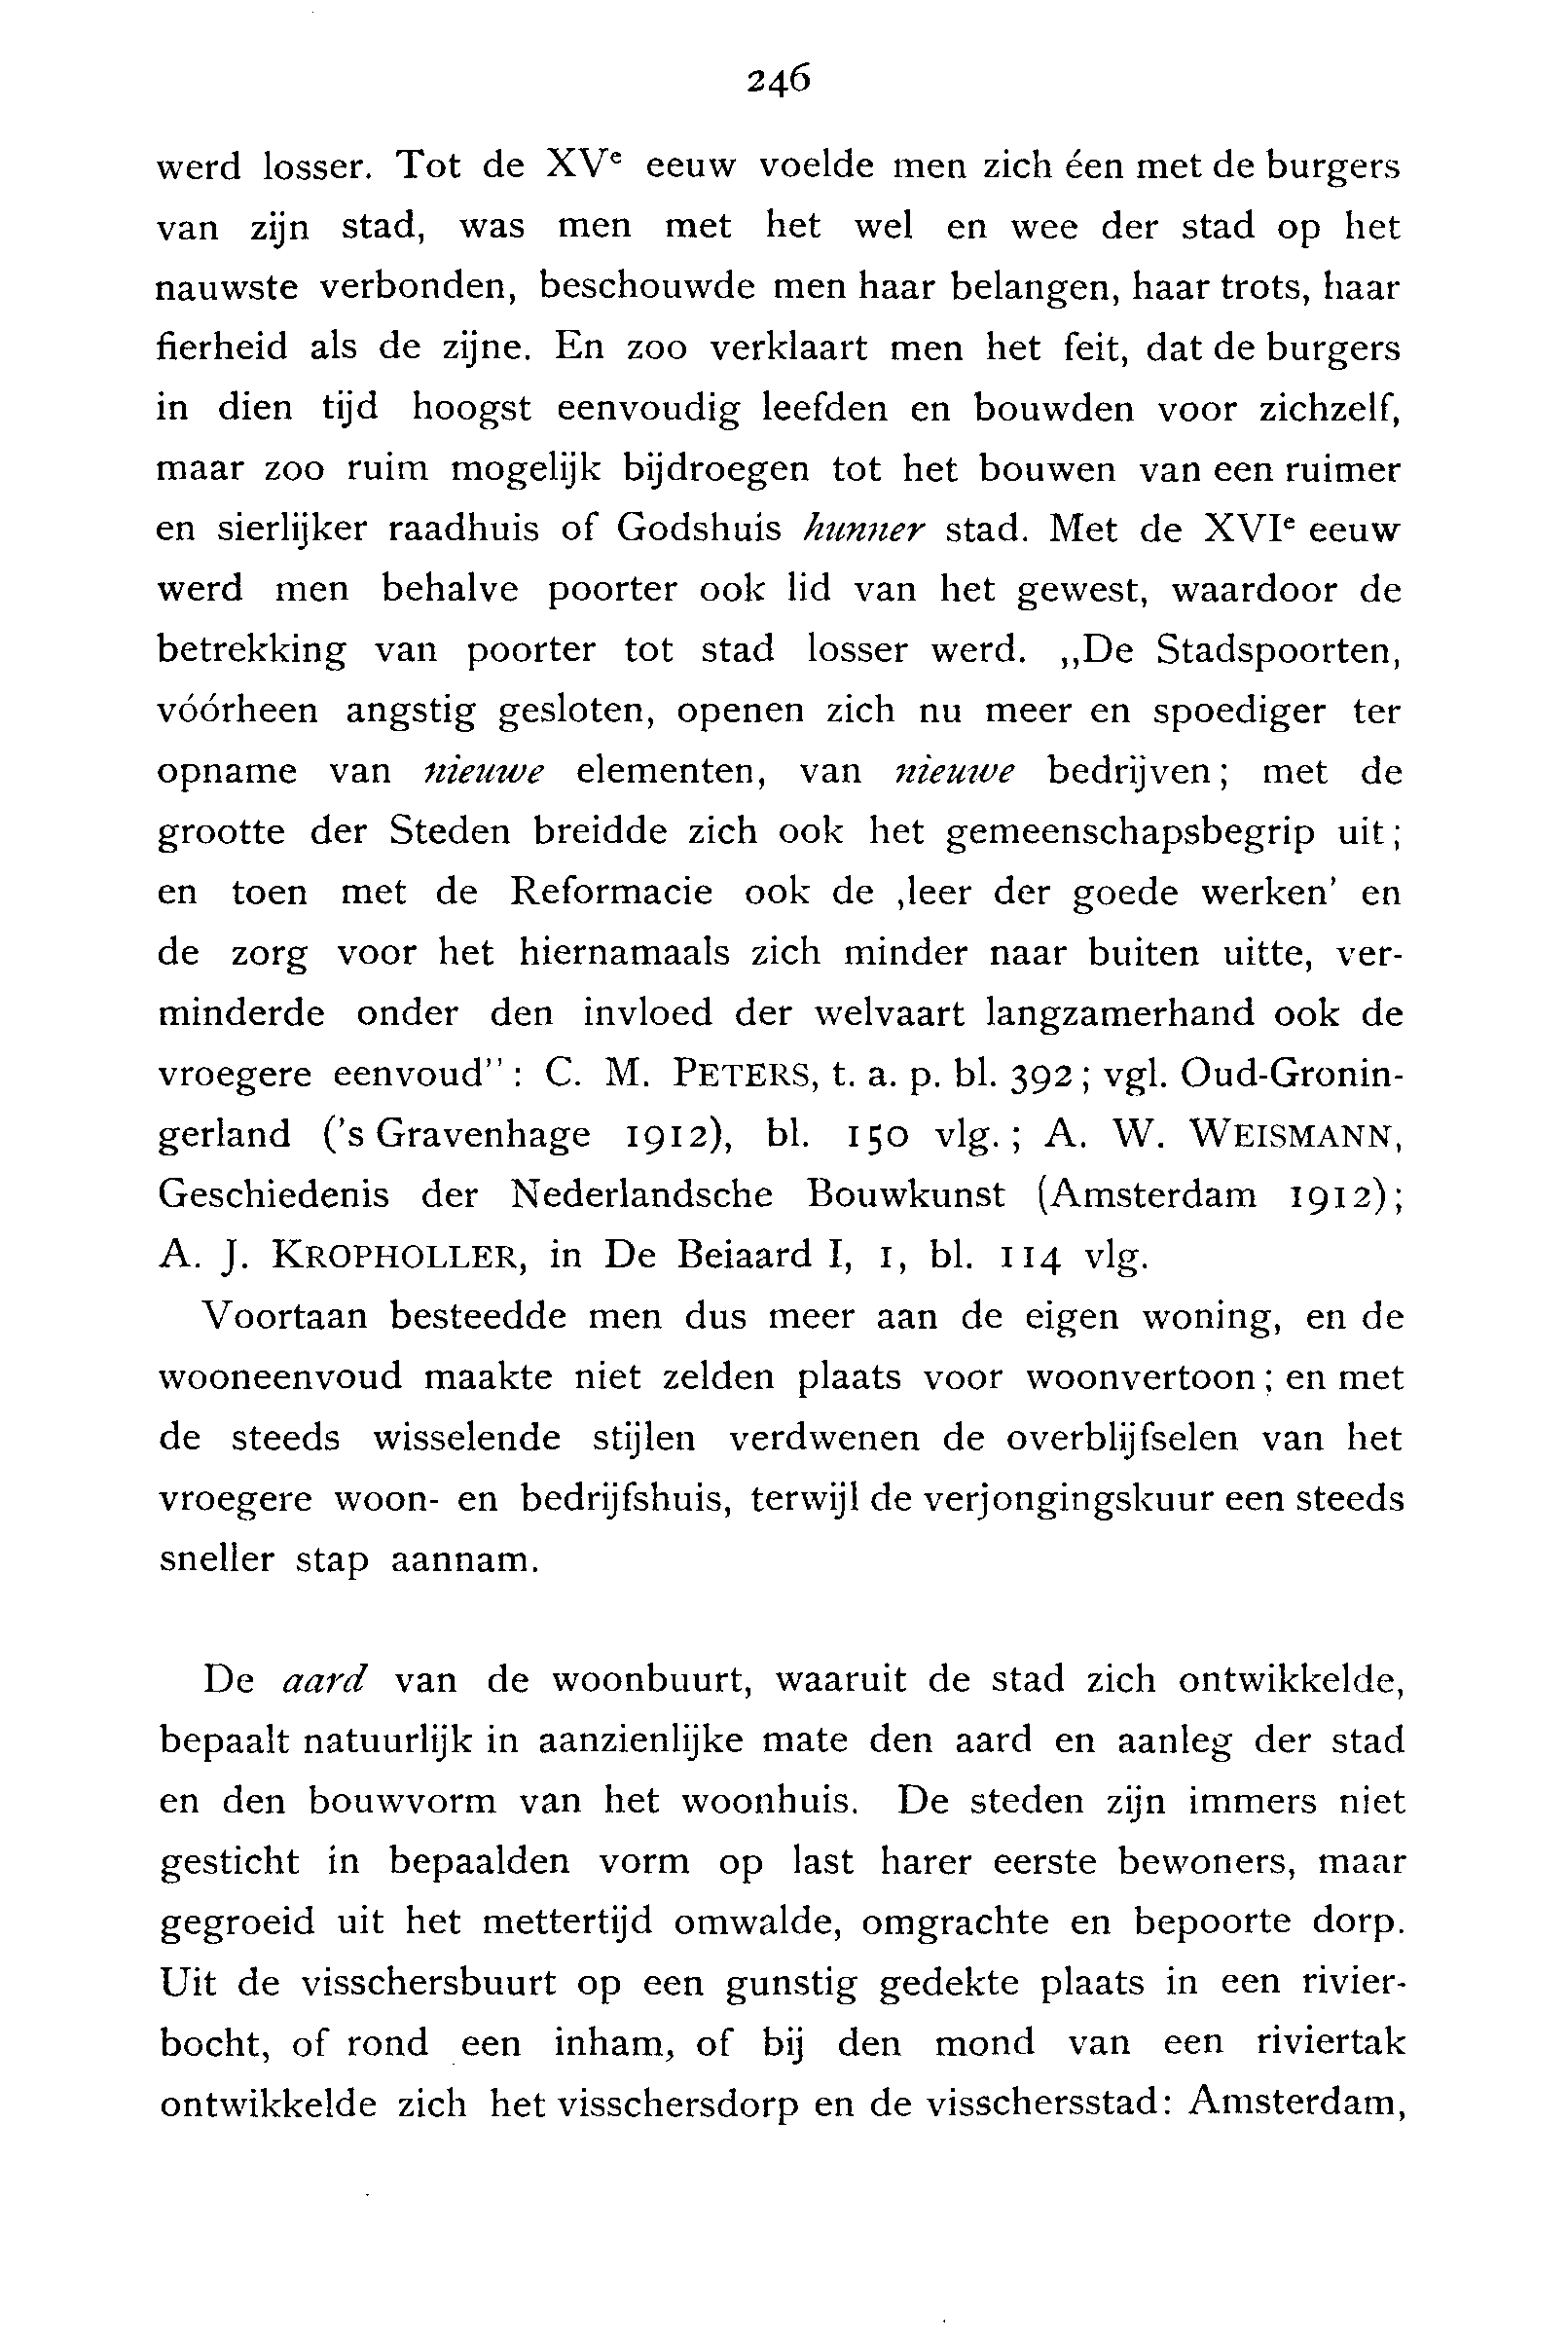 246
werd losser. Tot de XVe eeuw voelde men zich éen met de burgers
van zijn stad, was men met het wel en wee der stad op het
nauwste verbonden, beschouwde men haar belangen, haar trots, haar
fierheid als de zijne. En zoo verklaart men het feit, dat de burgers
in dien tijd hoogst eenvoudig leefden en bouwden voor zichzelf,
maar zoo ruim mogelijk bijdroegen tot het bouwen van een ruimer
en sierlijker raadhuis of Godshuis hunner stad. Met de XVIe eeuw
werd men behalve poorter ook lid van het gewest, waardoor de
betrekking van poorter tot stad losser werd. „De Stadspoorten,
vóórheen angstig gesloten, openen zich nu meer en spoediger ter
opname van nieuwe elementen, van nieuwe bedrijven; met de
grootte der Steden breidde zich ook het gemeenschapsbegrip uit;
en toen met de Reformacie ook de ‚leer der goede werken’ en
de zorg voor het hiernamaals zich minder naar buiten uitte, ver-
minderde onder den invloed der welvaart langzamerhand ook de
vroegere eenvoud”: C. M. PETERS, t. a. p. bl. 392; vgl. Oud-Gronin-
gerland (’s Gravenhage 1912), bl. 150 vlg.; A. W. WEISMANN,
Geschiedenis der Nederlandsche Bouwkunst (Amsterdam 1912);
A. J. KROPHOLLER, in De Beiaard I, 1, bl. 114 vlg.
Voortaan besteedde men dus meer aan de eigen woning, en de
wooneenvoud maakte niet zelden plaats voor woonvertoon; en met
de steeds wisselende stijlen verdwenen de overblijfselen van het
vroegere woon- en bedrijfshuis, terwijl de verjongingskuur een steeds
sneller stap aannam.
De aard van de woonbuurt, waaruit de stad zich ontwikkelde,
bepaalt natuurlijk in aanzienlijke mate den aard en aanleg der stad
en den bouwvorm van het woonhuis. De steden zijn immers niet
gesticht in bepaalden vorm op last harer eerste bewoners, maar
gegroeid uit het mettertijd omwalde, omgrachte en bepoorte dorp.
Uit de visschersbuurt op een gunstig gedekte plaats in een rivier-
bocht, of rond een inham, of bij den mond van een riviertak
ontwikkelde zich het visschersdorp en de visschersstad: Amsterdam,